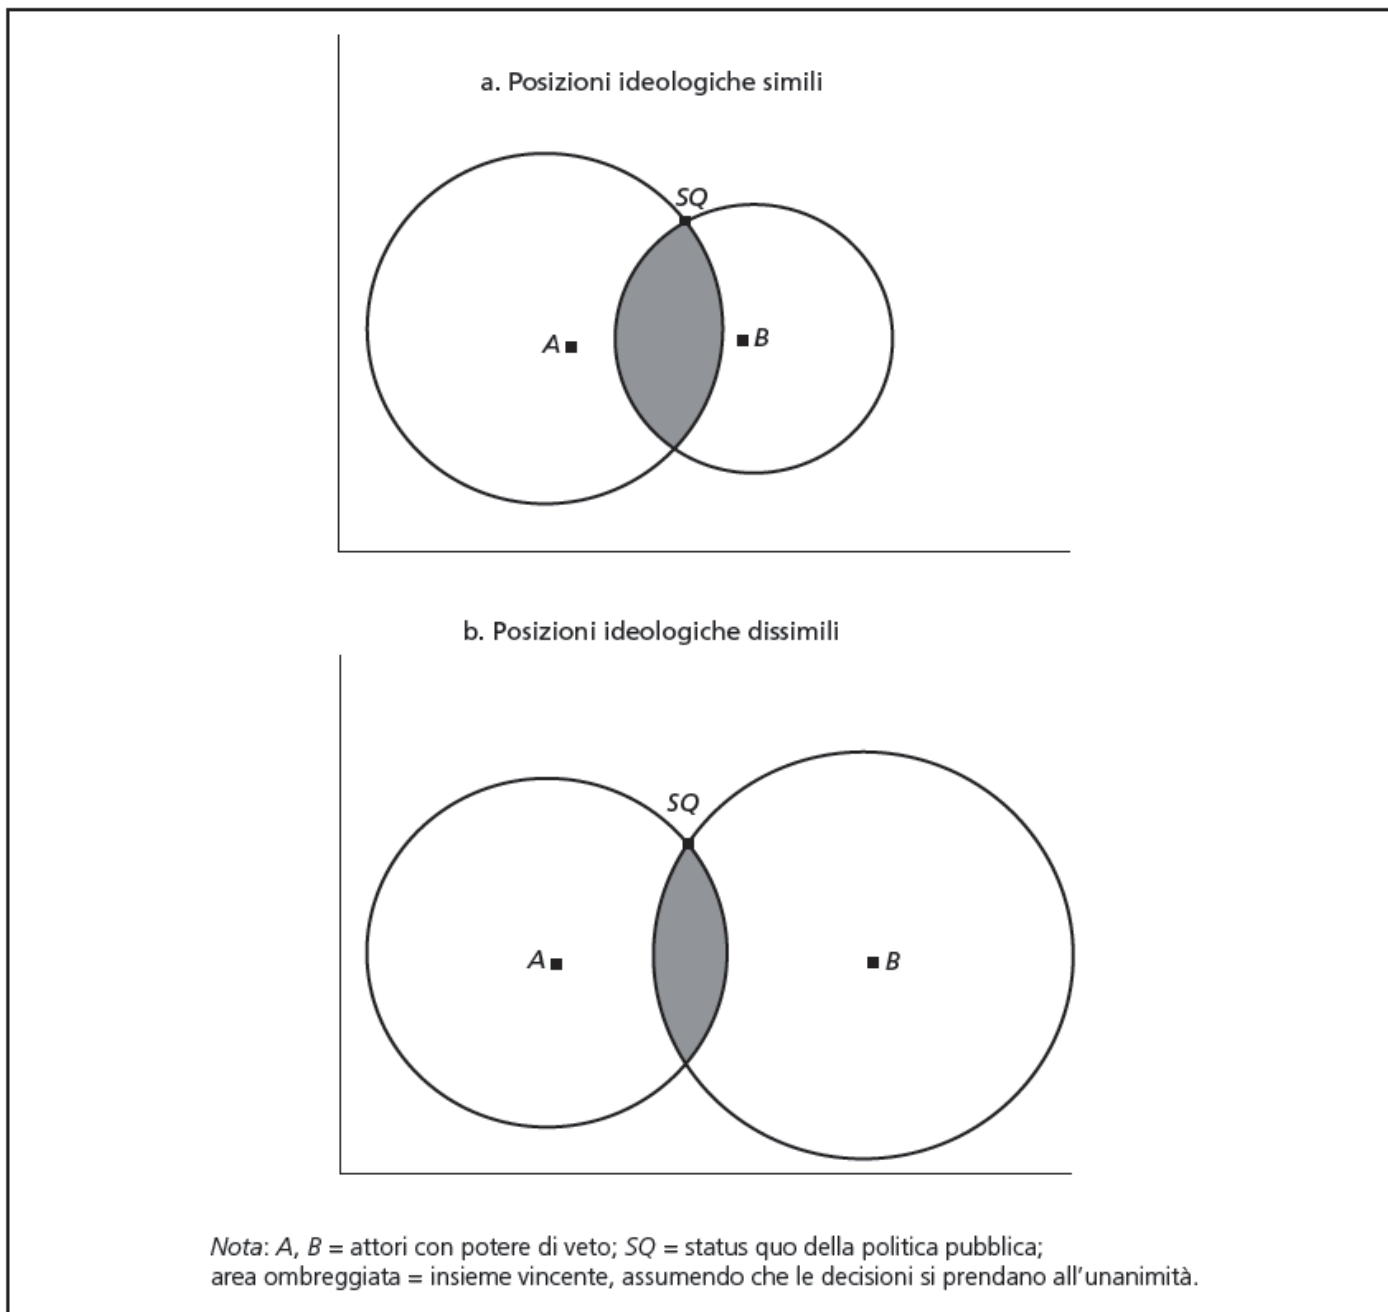 a. Posizioni ideologiche simili
SQ
A
B
b. Posizioni ideologiche dissimili
SQ
A
B
Nota: A, B = attori con potere di veto; SQ = status quo della politica pubblica;
area ombreggiata = insieme vincente, assumendo che le decisioni si prendano all'unanimità.